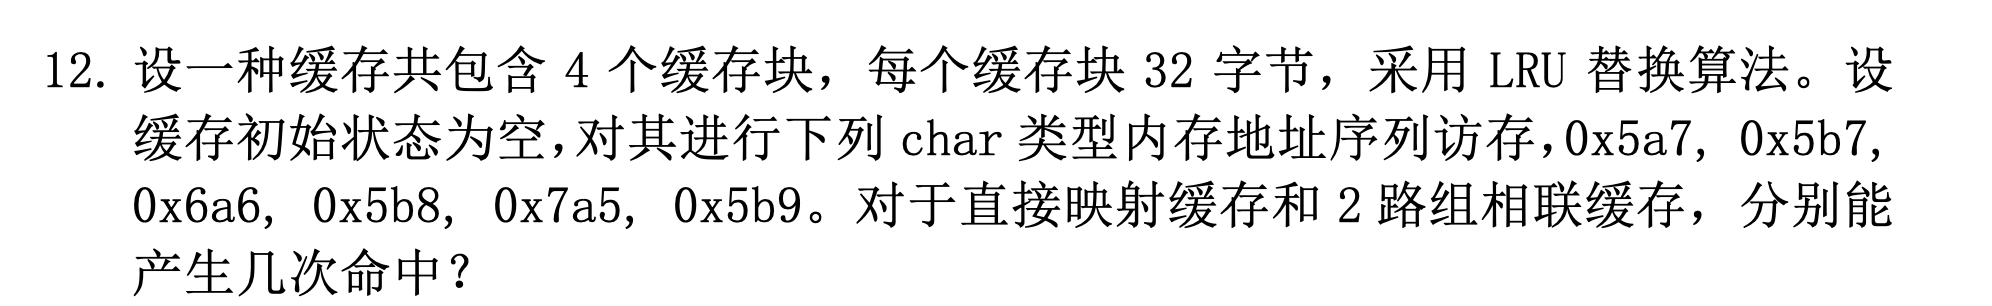 12. 设一种缓存共包含 4 个缓存块，每个缓存块 32 字节，采用 LRU 替换算法。设
缓存初始状态为空,对其进行下列 char 类型内存地址序列访存,0x5a7, 0x5b7,
0x6a6, 0x5b8, 0x7a5, 0x5b9。对于直接映射缓存和 2 路组相联缓存，分别能
产生几次命中?